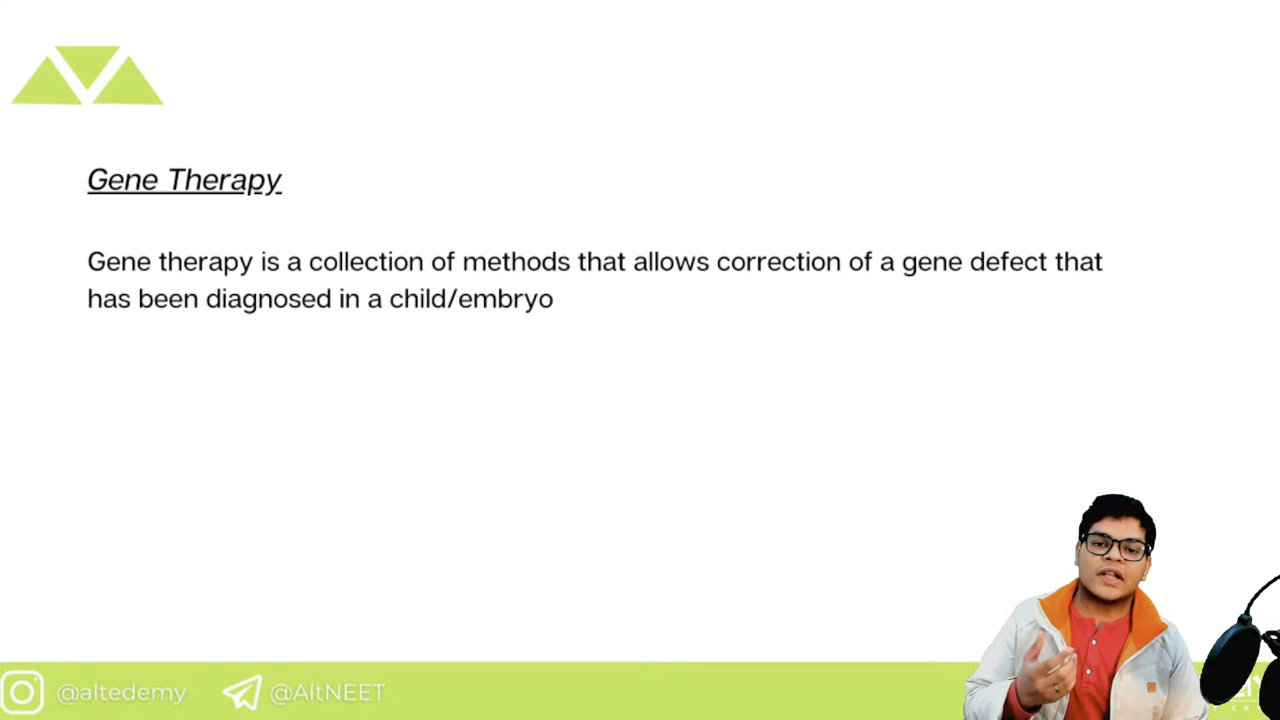 Gene Therapy
Gene therapy is a collection of methods that allows correction of a gene defect that
has been diagnosed in a child/embryo
@altedemy @AltNEET